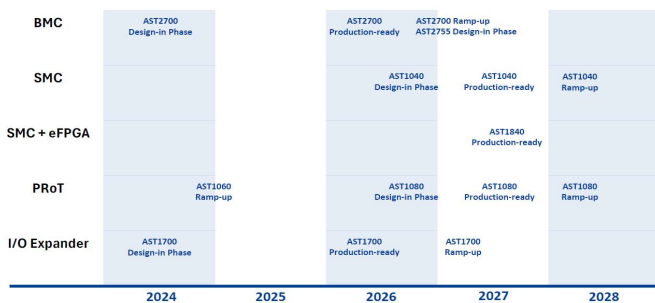 BMC
AST2700
Design-in Phase
AST2700
Production-ready
AST2700 Ramp-up
AST2755 Design-in Phase
SMC
AST1040
Design-in Phase
AST1040
Production-ready
AST1040
Ramp-up
SMC + eFPGA
AST1840
Production-ready
PRoT
AST1060
Ramp-up
AST1080
Design-in Phase
AST1080
Production-ready
AST1080
Ramp-up
I/O Expander
AST1700
Design-in Phase
AST1700
Production-ready
AST1700
Ramp-up
2024 2025 2026 2027 2028